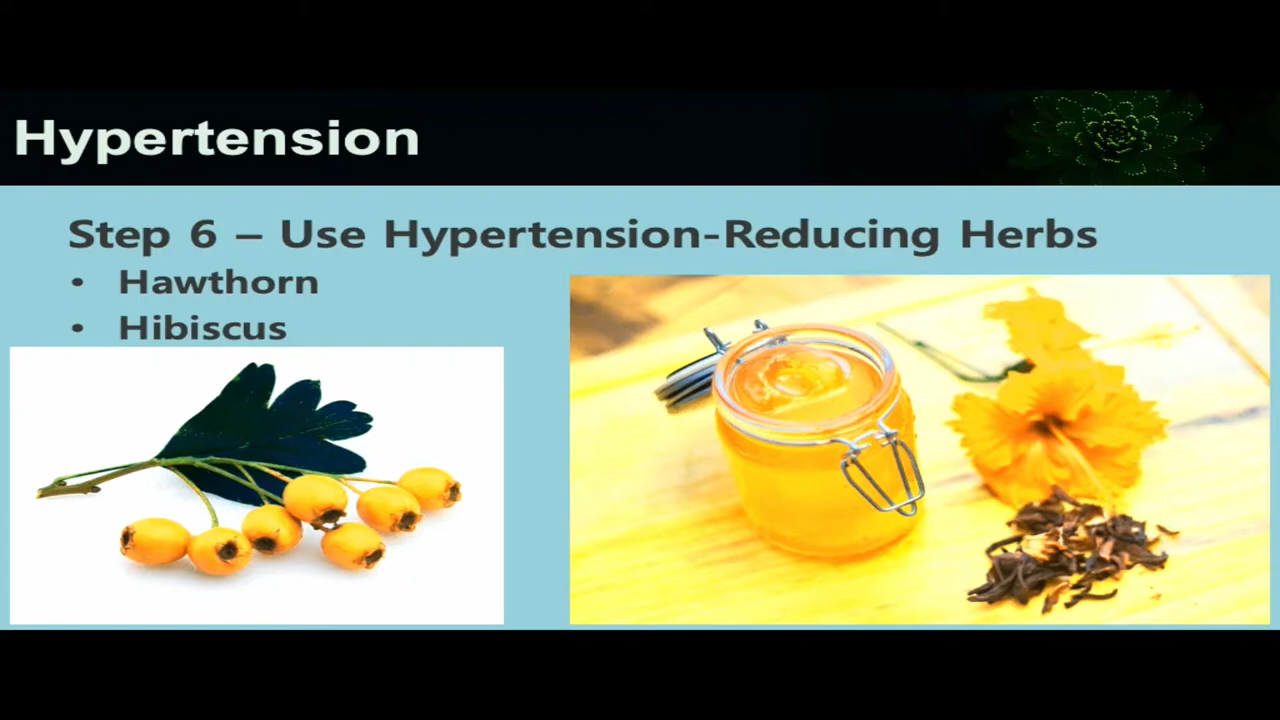 Hypertension
Step 6 – Use Hypertension-Reducing Herbs
• Hawthorn
• Hibiscus